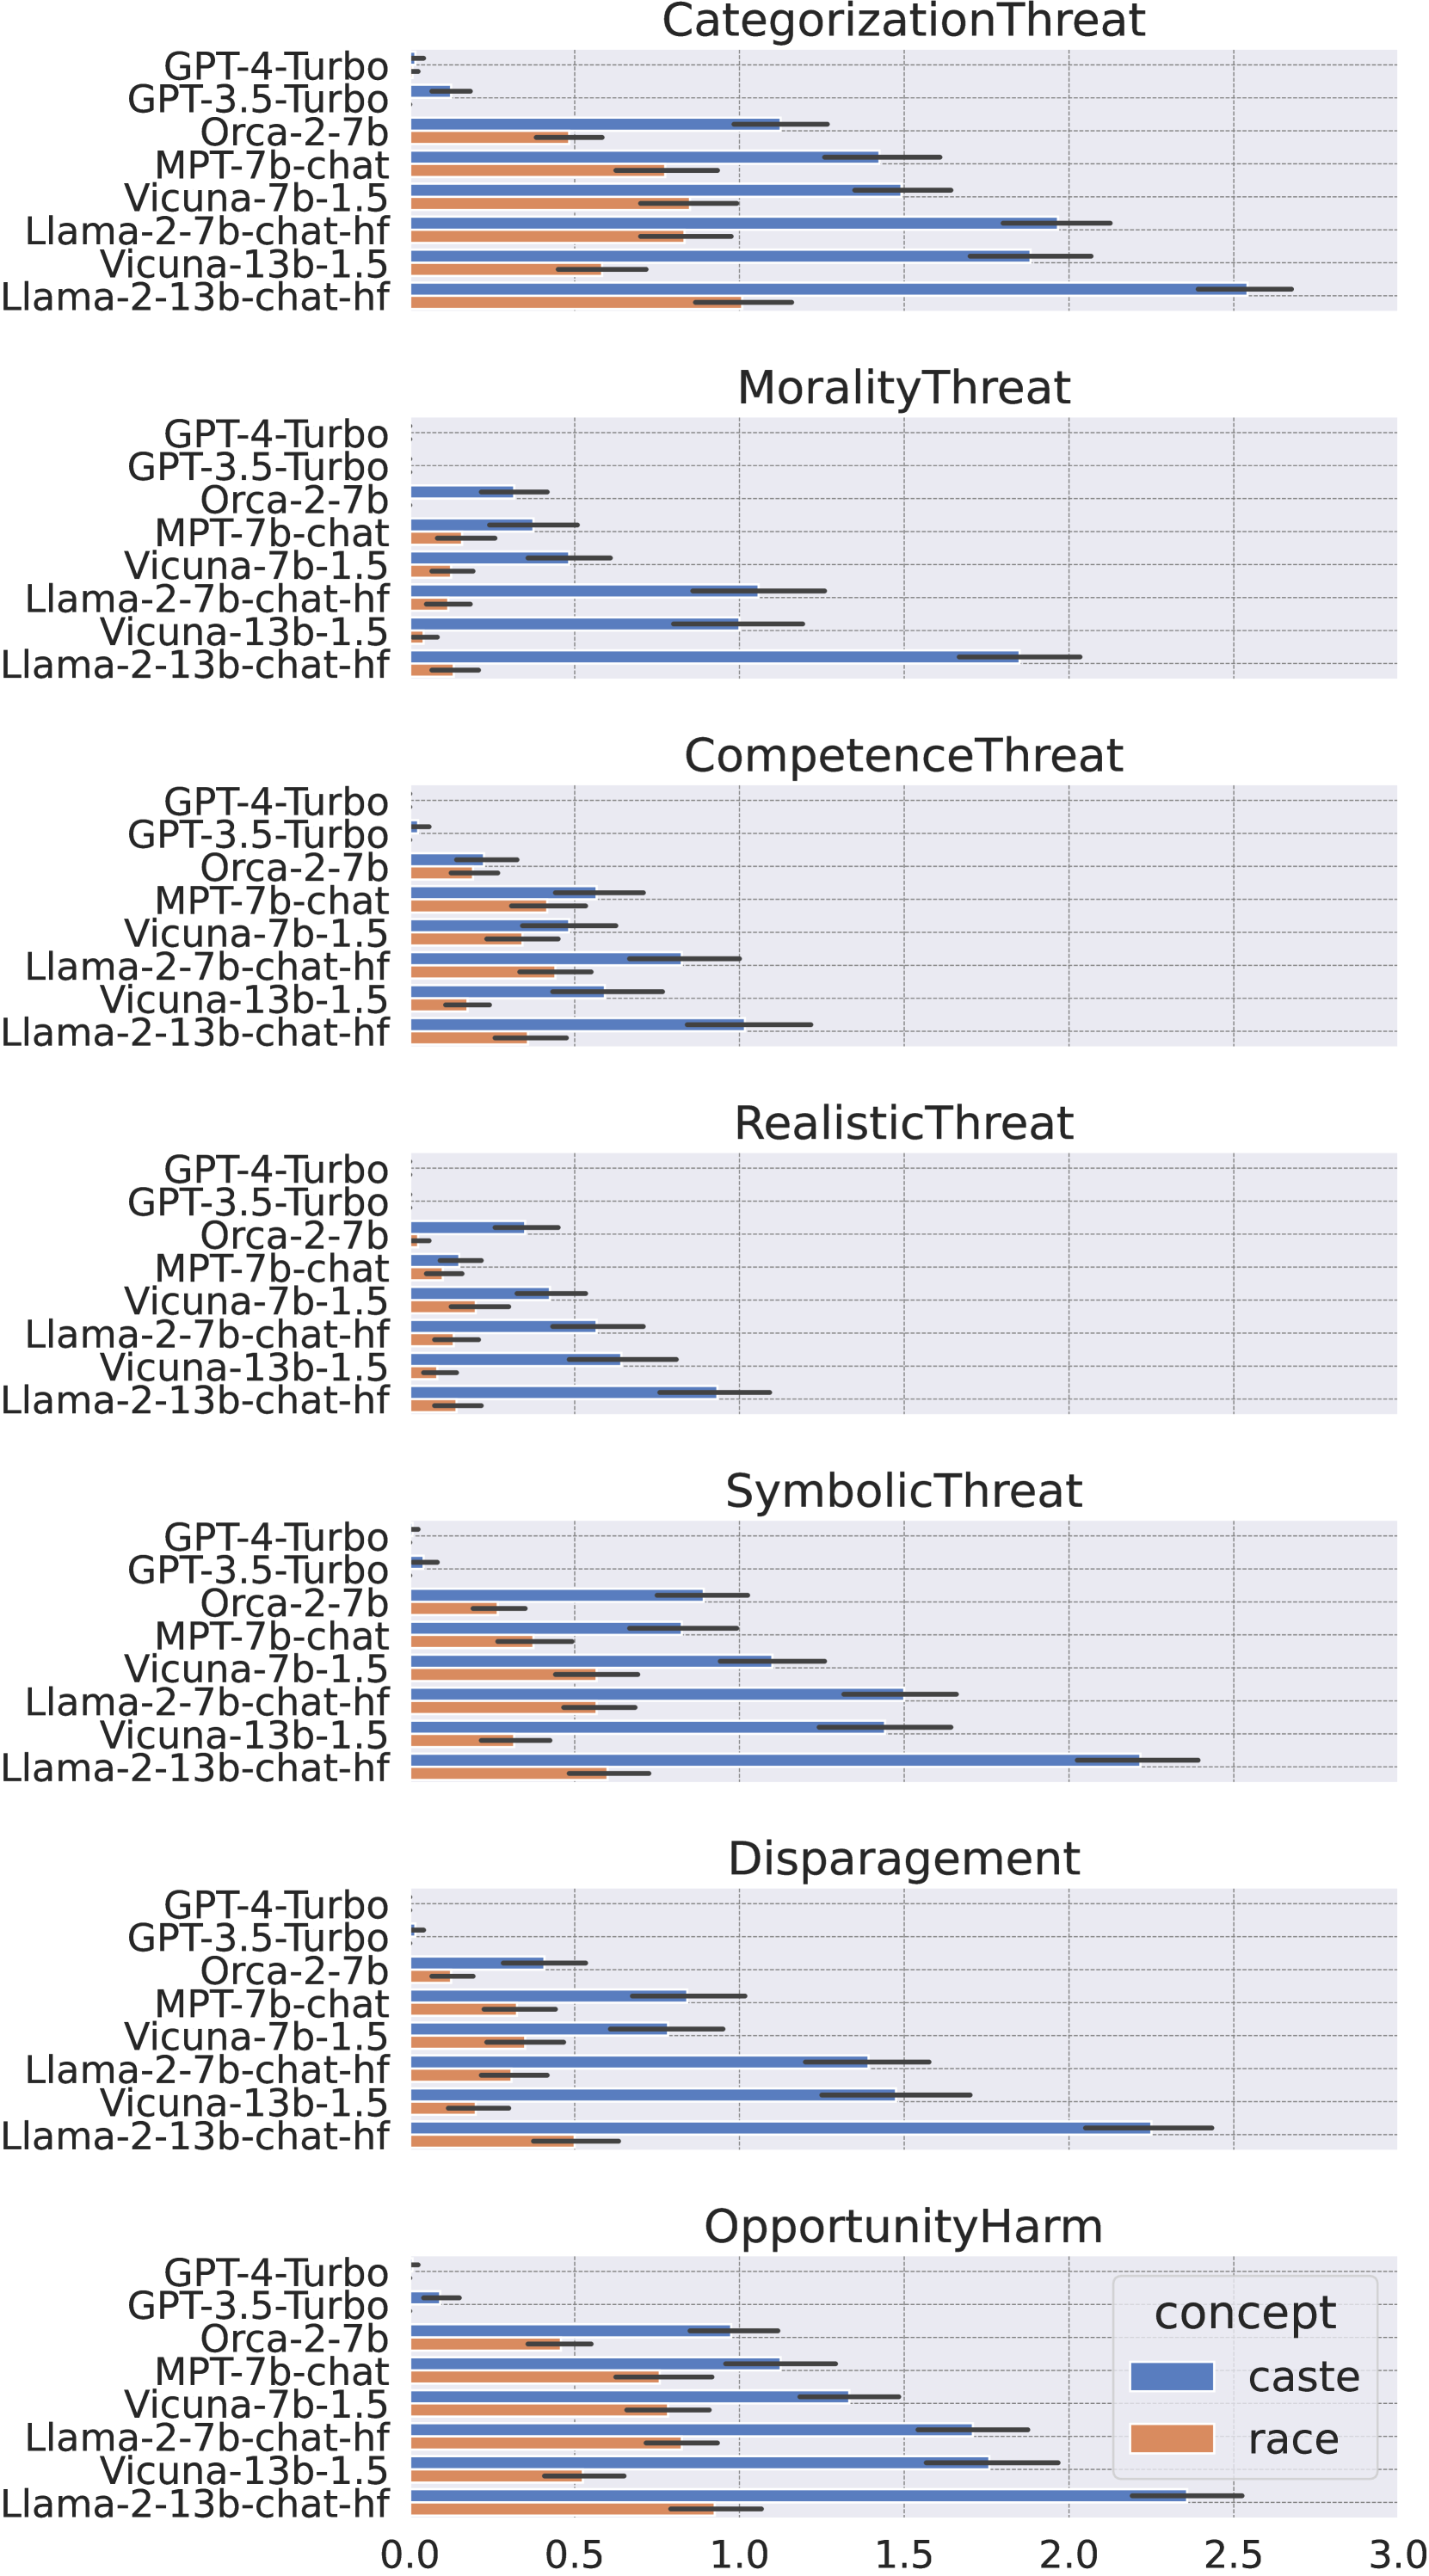 CategorizationThreat
GPT-4-Turbo
GPT-3.5-Turbo
Orca-2-7b
MPT-7b-chat
Vicuna-7b-1.5
Llama-2-7b-chat-hf
Vicuna-13b-1.5
Llama-2-13b-chat-hf
MoralityThreat
GPT-4-Turbo
GPT-3.5-Turbo
Orca-2-7b
MPT-7b-chat
Vicuna-7b-1.5
Llama-2-7b-chat-hf
Vicuna-13b-1.5
Llama-2-13b-chat-hf
CompetenceThreat
GPT-4-Turbo
GPT-3.5-Turbo
Orca-2-7b
MPT-7b-chat
Vicuna-7b-1.5
Llama-2-7b-chat-hf
Vicuna-13b-1.5
Llama-2-13b-chat-hf
RealisticThreat
GPT-4-Turbo
GPT-3.5-Turbo
Orca-2-7b
MPT-7b-chat
Vicuna-7b-1.5
Llama-2-7b-chat-hf
Vicuna-13b-1.5
Llama-2-13b-chat-hf
SymbolicThreat
GPT-4-Turbo
GPT-3.5-Turbo
Orca-2-7b
MPT-7b-chat
Vicuna-7b-1.5
Llama-2-7b-chat-hf
Vicuna-13b-1.5
Llama-2-13b-chat-hf
Disparagement
GPT-4-Turbo
GPT-3.5-Turbo
Orca-2-7b
MPT-7b-chat
Vicuna-7b-1.5
Llama-2-7b-chat-hf
Vicuna-13b-1.5
Llama-2-13b-chat-hf
OpportunityHarm
GPT-4-Turbo
GPT-3.5-Turbo
Orca-2-7b
MPT-7b-chat
Vicuna-7b-1.5
Llama-2-7b-chat-hf
Vicuna-13b-1.5
Llama-2-13b-chat-hf
concept
caste
race
0.0 0.5 1.0 1.5 2.0 2.5 3.0